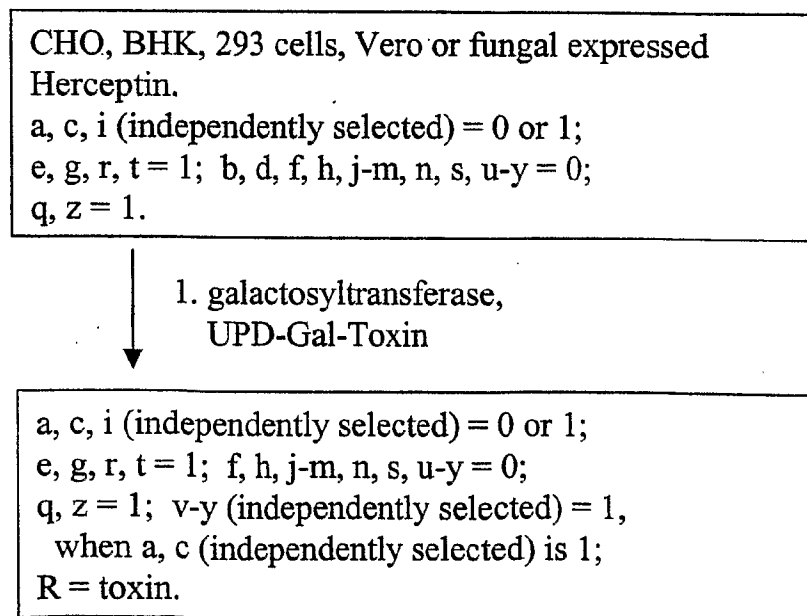 CHO, BHK, 293 cells, Vero or fungal expressed
Herceptin.
a, c, i (independently selected) = 0 or 1;
e, g, r, t = 1; b, d, f, h, j-m, n, s, u-y = 0;
q, z = 1.
1. galactosyltransferase,
UPD-Gal-Toxin
a, c, i (independently selected) = 0 or 1;
e, g, r, t = 1; f, h, j-m, n, s, u-y = 0;
q, z = 1; v-y (independently selected) = 1,
when a, c (independently selected) is 1;
R = toxin.